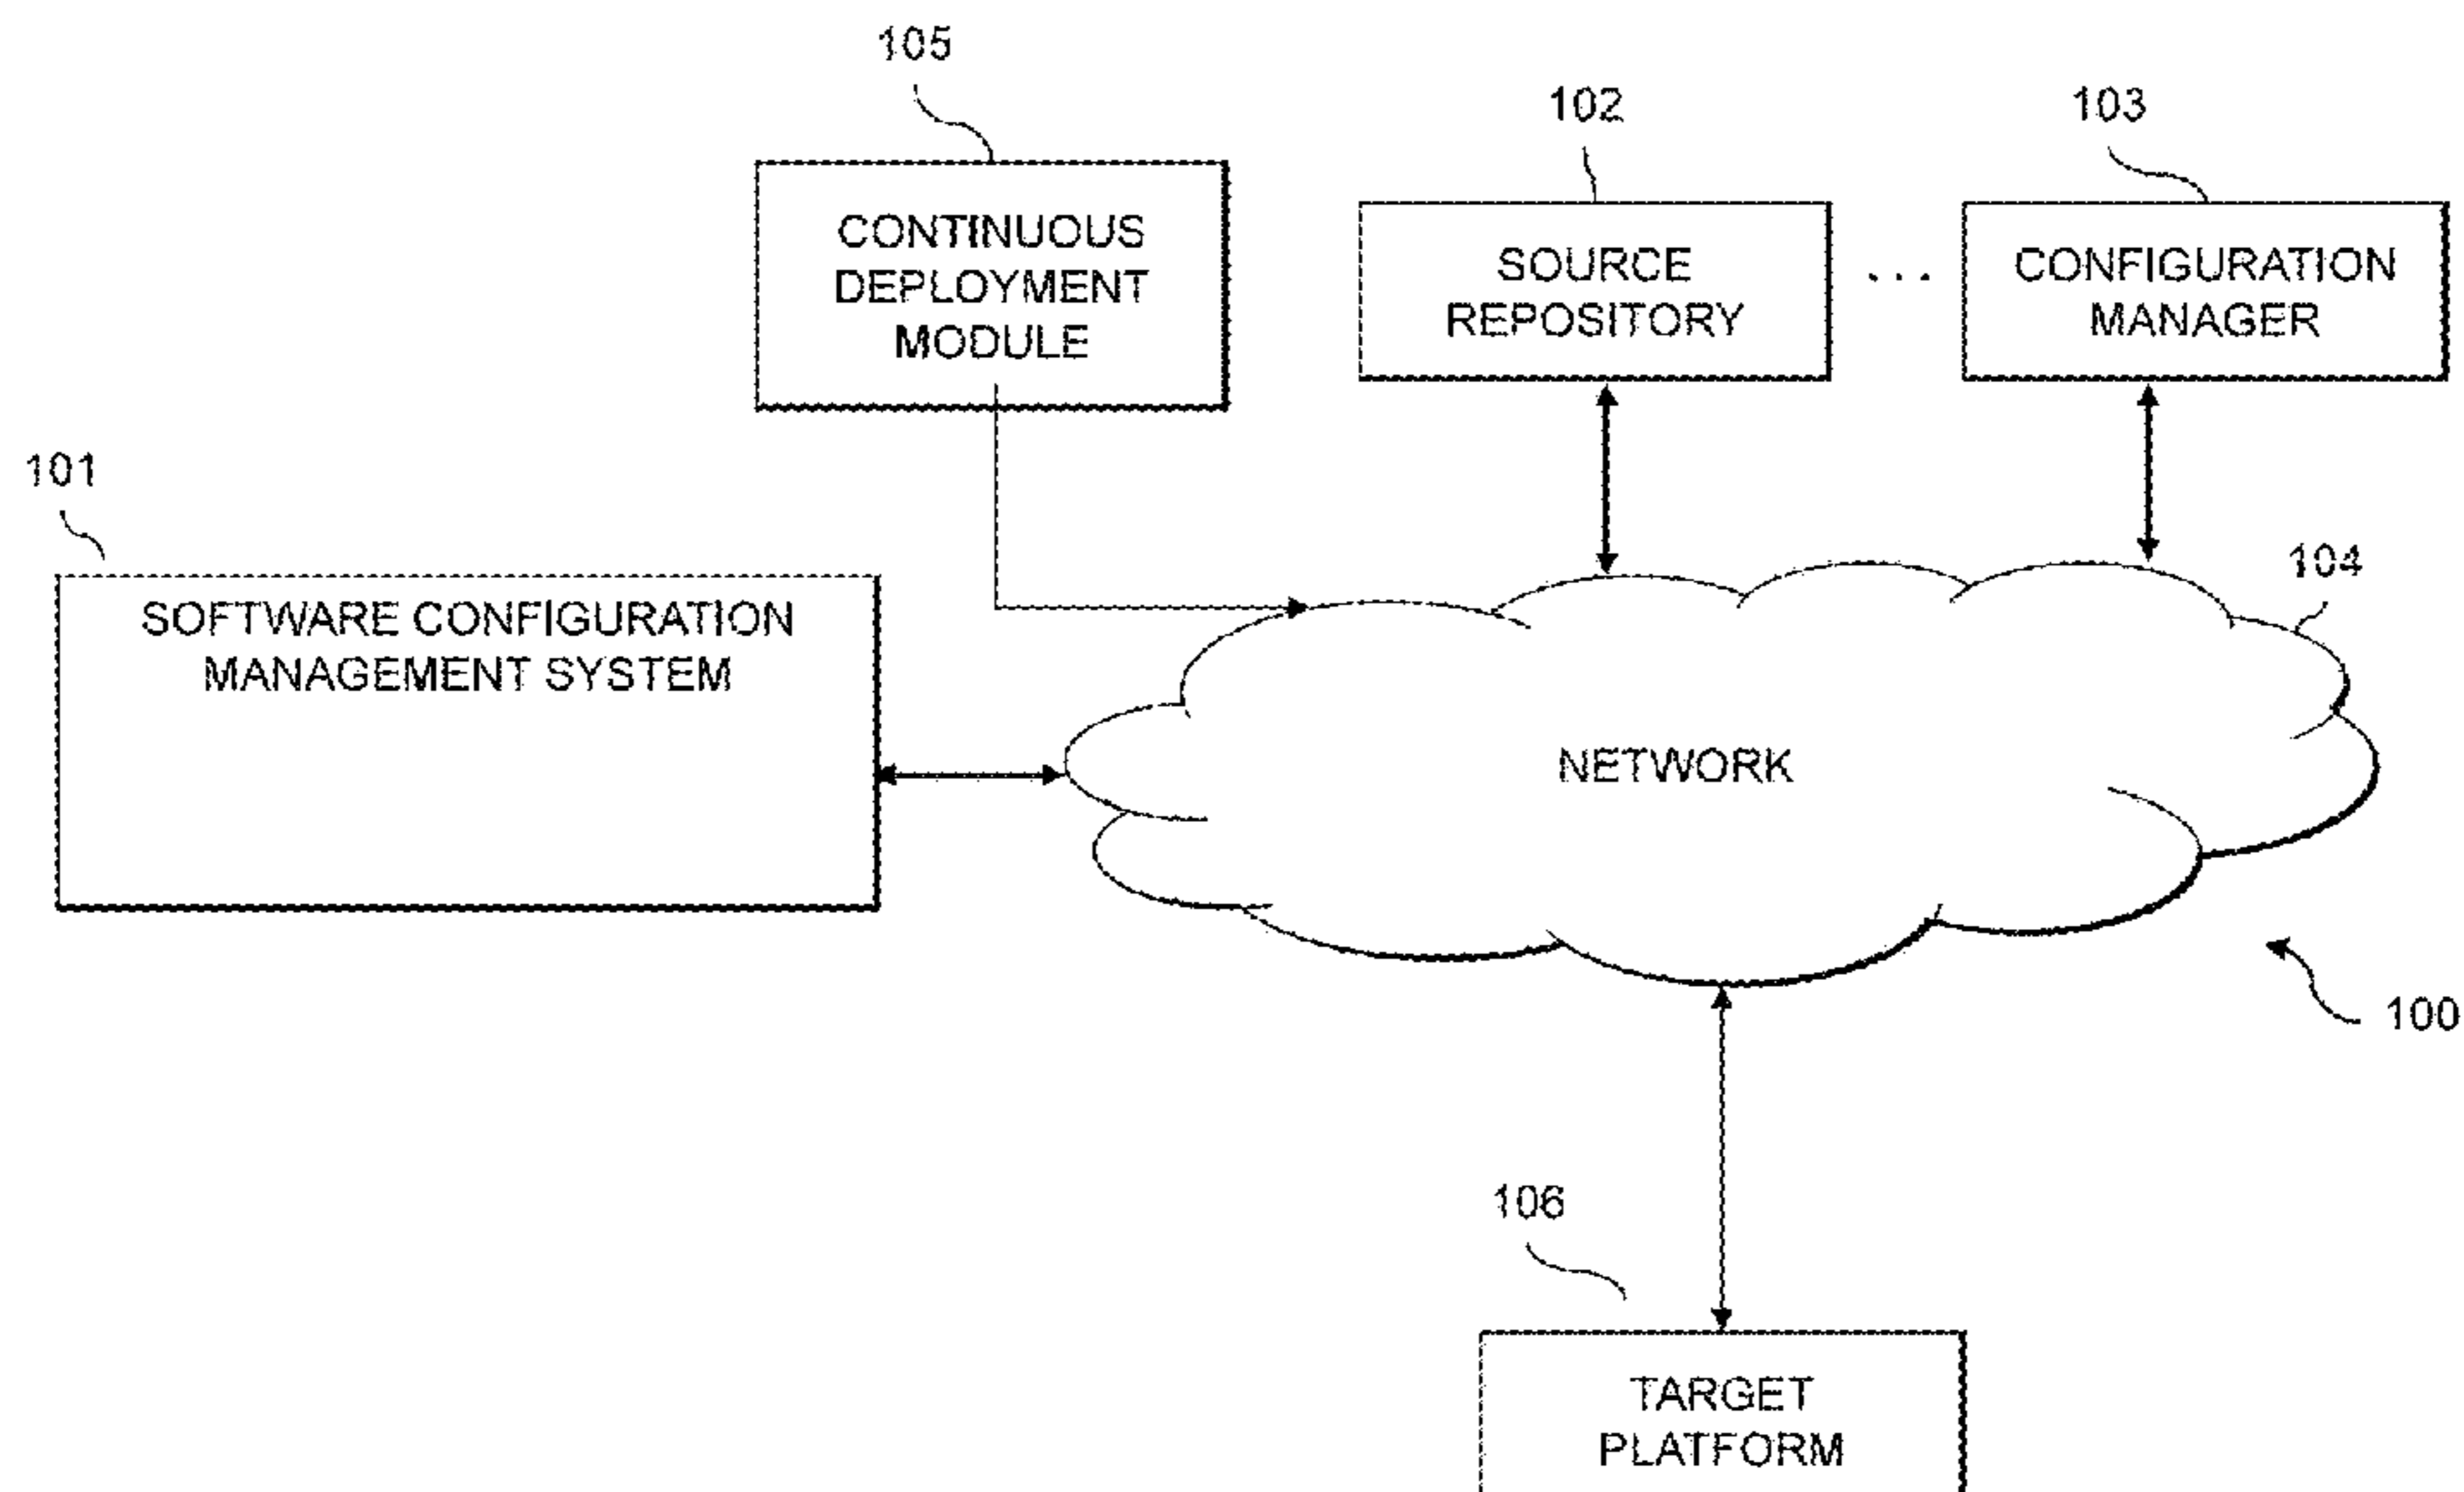 105
102
103
CONTINUOUS
DEPLOYMENT
MODULE
SOURCE
REPOSITORY
...
CONFIGURATION
MANAGER
101
SOFTWARE CONFIGURATION
MANAGEMENT SYSTEM
104
NETWORK
100
106
TARGET
PLATFORM